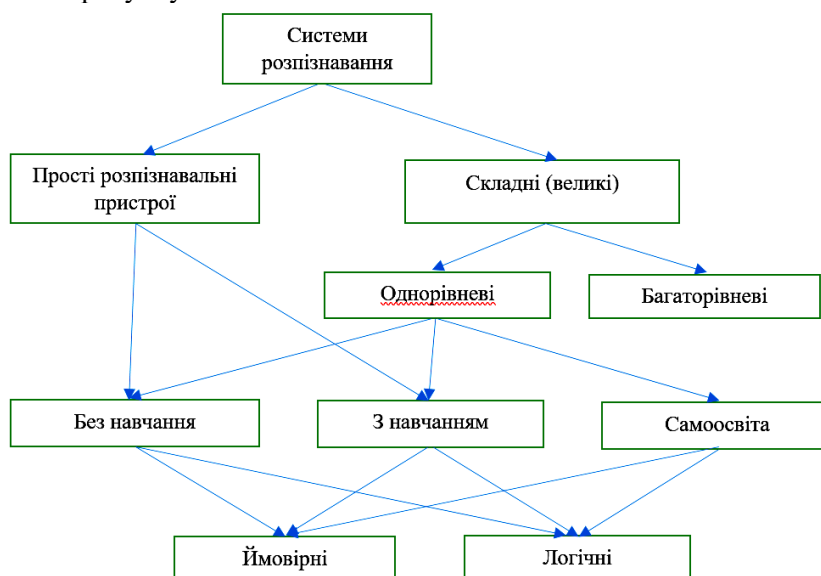 Системи
розпізнавання
Прості розпізнавальні
пристрої
Складні (великі)
Однорівневі
Багаторівневі
Без навчання
З навчанням
Самоосвіта
Ймовірні
Логічні